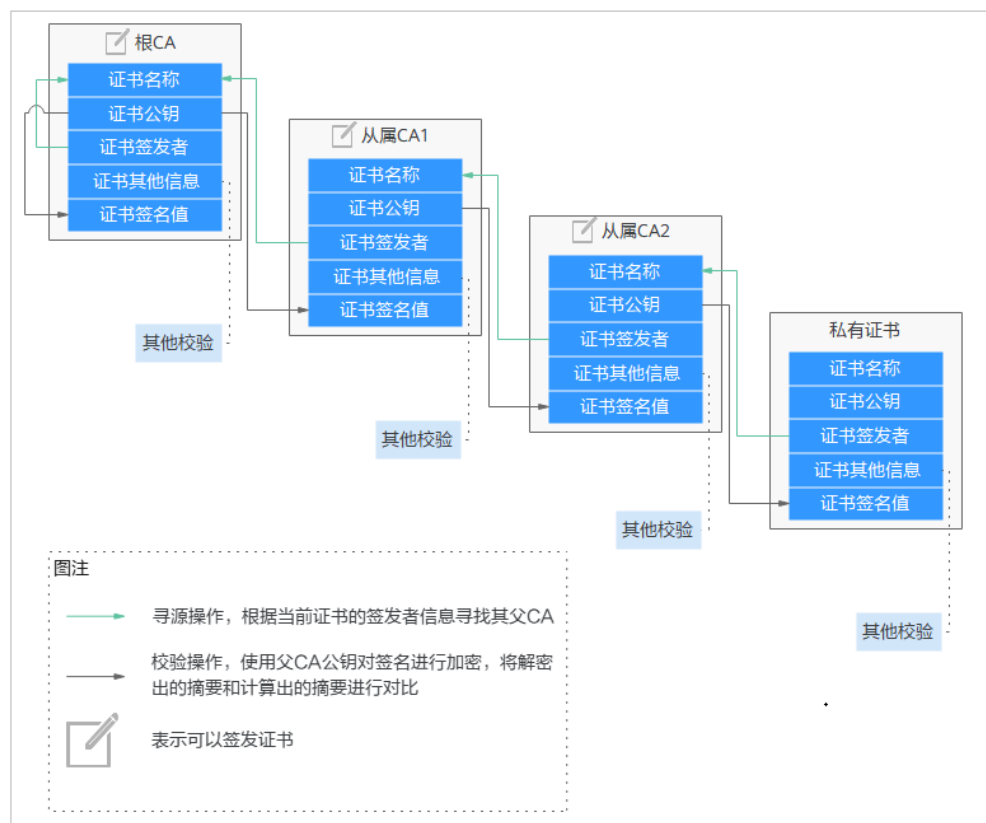 根CA
证书名称
证书公钥
证书签发者
证书其他信息
证书签名值
其他校验
从属CA1
证书名称
证书公钥
证书签发者
证书其他信息
证书签名值
其他校验
从属CA2
证书名称
证书公钥
证书签发者
证书其他信息
证书签名值
其他校验
私有证书
证书名称
证书公钥
证书签发者
证书其他信息
证书签名值
其他校验
图注
寻源操作，根据当前证书的签发者信息寻找其父CA
校验操作，使用父CA公钥对签名进行加密，将解密
出的摘要和计算出的摘要进行对比
表示可以签发证书